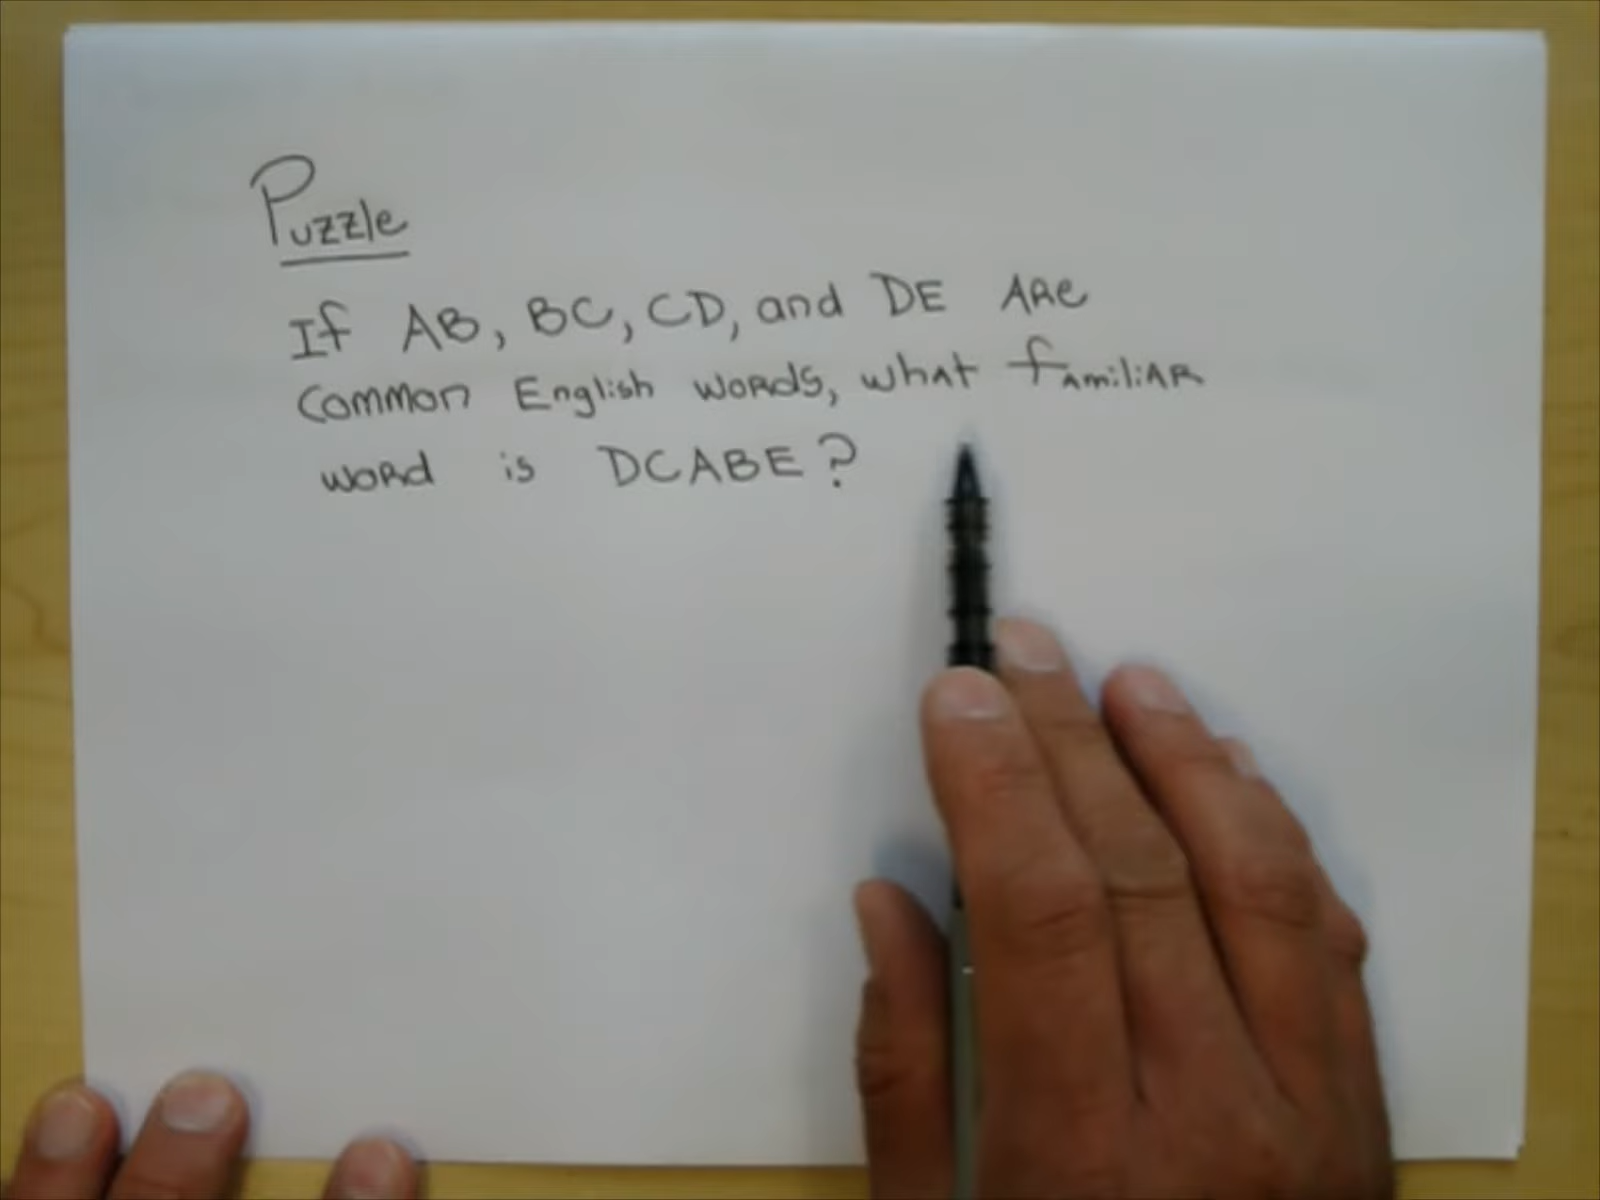 Puzzle
If AB, BC, CD, and DE ARe
Common English words, whAt fAmiliAR
woRd is DCABE?